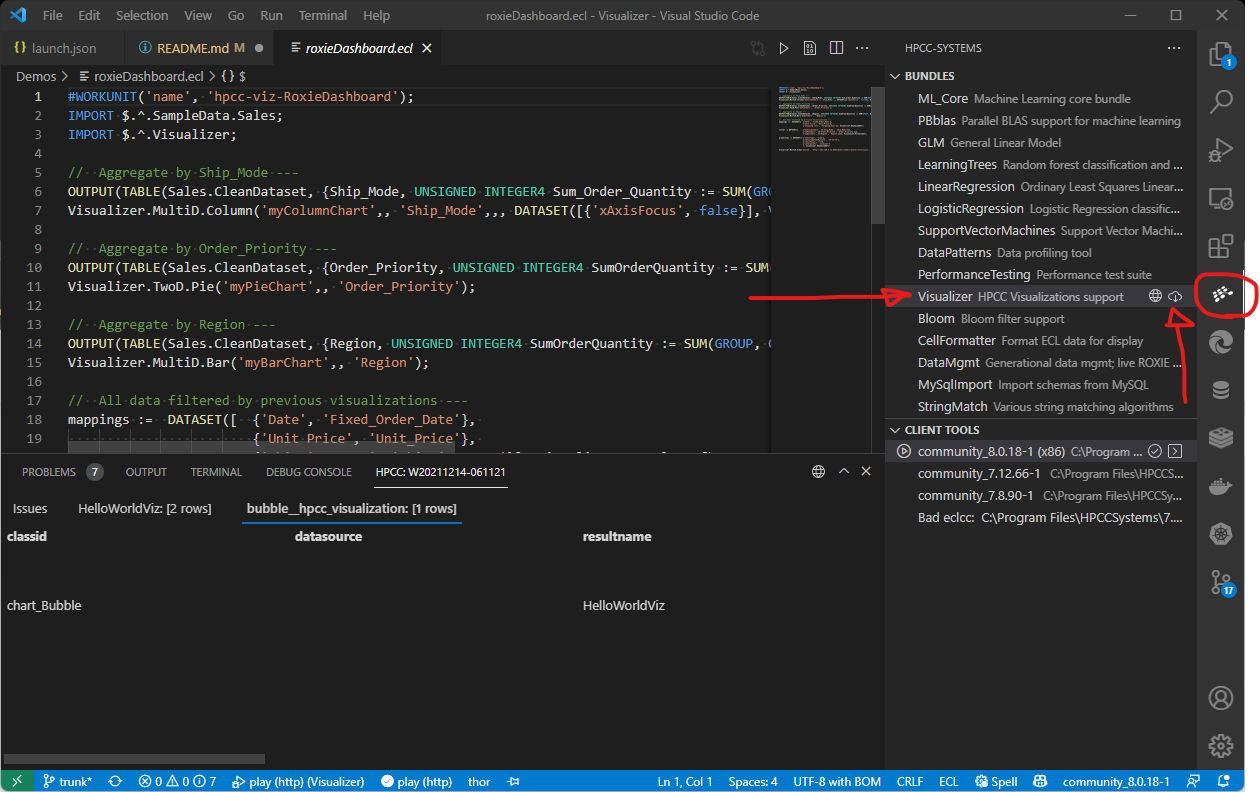 File Edit Selection View Go Run Terminal Help roxieDashboard.ecl - Visualizer - Visual Studio Code
{} launch.json
README.md M
roxieDashboard.ecl
Demos > roxieDashboard.ecl > {} $
1 #WORKUNIT('name', 'hpcc-viz-RoxieDashboard');
2 IMPORT $.^.SampleData.Sales;
3 IMPORT $.^.Visualizer;
4
5 // Aggregate by Ship_Mode ---
6 OUTPUT(TABLE(Sales.CleanDataset, {Ship_Mode, UNSIGNED INTEGER4 Sum_Order_Quantity := SUM(GRO
7 Visualizer.MultiD.Column('myColumnChart',, 'Ship_Mode',,, DATASET([{'xAxisFocus', false}],
8
9 // Aggregate by Order_Priority ---
10 OUTPUT(TABLE(Sales.CleanDataset, {Order_Priority, UNSIGNED INTEGER4 SumOrderQuantity := SUM(
11 Visualizer.TwoD.Pie('myPieChart',, 'Order_Priority');
12
13 // Aggregate by Region ---
14 OUTPUT(TABLE(Sales.CleanDataset, {Region, UNSIGNED INTEGER4 SumOrderQuantity := SUM(GROUP,
15 Visualizer.MultiD.Bar('myBarChart',, 'Region');
16
17 // All data filtered by previous visualizations ---
18 mappings := DATASET([ {'Date', 'Fixed_Order_Date'},
19 {'Unit Price', 'Unit_Price'},
HPCC-SYSTEMS
BUNDLES
ML_Core Machine Learning core bundle
PBblas Parallel BLAS support for machine learning
GLM General Linear Model
LearningTrees Random forest classification and ...
LinearRegression Ordinary Least Squares Linear...
LogisticRegression Logistic Regression classific...
SupportVectorMachines Support Vector Machi...
DataPatterns Data profiling tool
PerformanceTesting Performance test suite
Visualizer HPCC Visualizations support
Bloom Bloom filter support
CellFormatter Format ECL data for display
DataMgmt Generational data mgmt; live ROXIE ...
MySqlImport Import schemas from MySQL
StringMatch Various string matching algorithms
CLIENT TOOLS
community_8.0.18-1 (x86) C:\Program ...
community_7.12.66-1 C:\Program Files\HPCCS...
community_7.8.90-1 C:\Program Files\HPCCSy...
Bad eclcc: C:\Program Files\HPCCSystems\7....
1
17
PROBLEMS 7 OUTPUT TERMINAL DEBUG CONSOLE HPCC: W20211214-061121
Issues HelloWorldViz: [2 rows] bubble__hpcc_visualization: [1 rows]
classid datasource resultname
chart_Bubble HelloWorldViz
trunk* 0 0 7 play (http) (Visualizer) play (http) thor Ln 1, Col 1 Spaces: 4 UTF-8 with BOM CRLF ECL Spell community_8.0.18-1